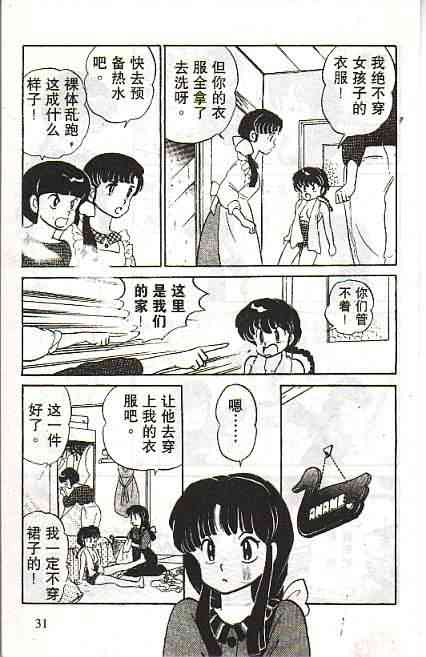 我绝不穿
女孩子的
衣服！
但你的衣
服全拿了
去洗呀。
快去预
备热水
吧。
裸体乱跑
这成什么
样子！
你们管
不着！
这里
是我们
的家！
嗯……
AKANE
让他去穿
上我的衣
服吧。
这一件
好了。
我一定不穿
裙子的！
31